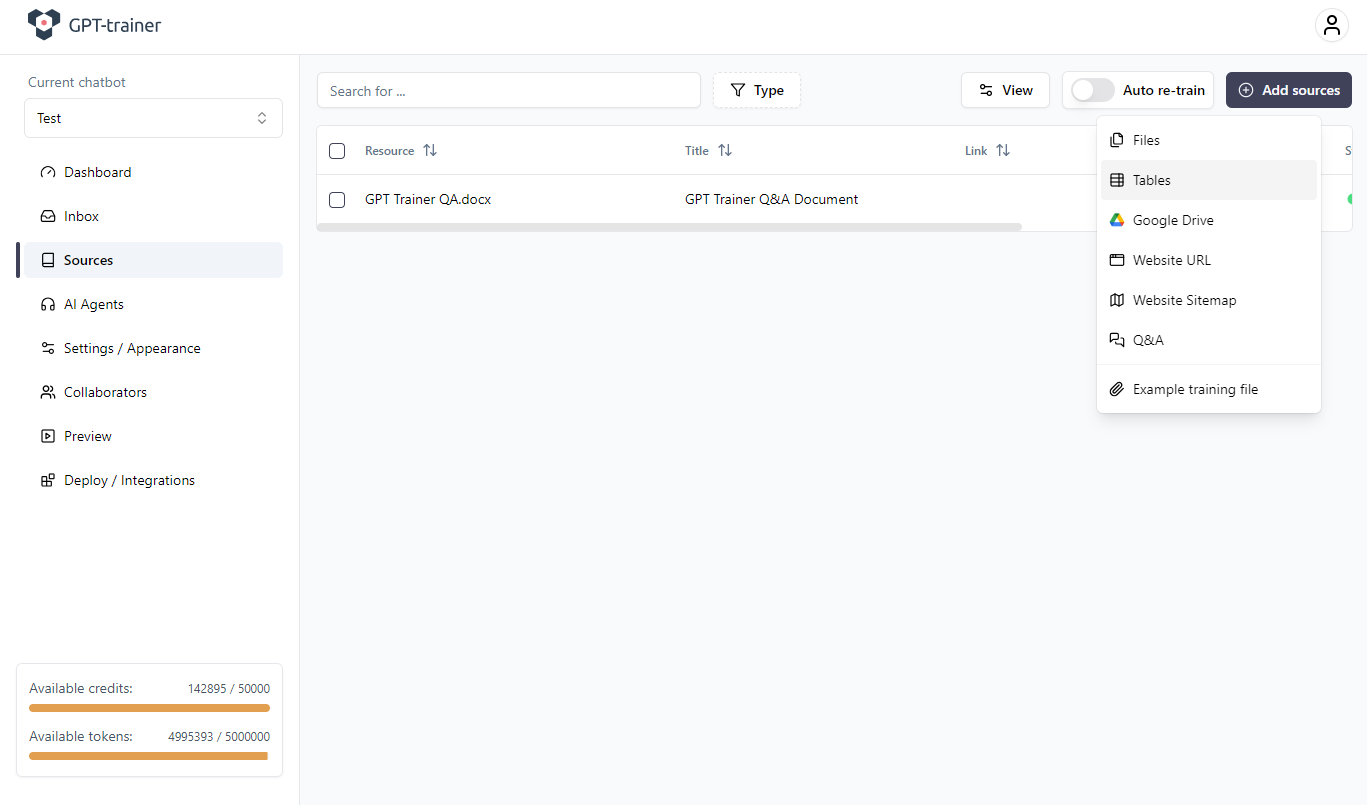 GPT-trainer
Current chatbot
Test
Dashboard
Inbox
Sources
AI Agents
Settings / Appearance
Collaborators
Preview
Deploy / Integrations
Available credits: 142895 / 50000
Available tokens: 4995393 / 5000000
Search for ...
Type
View
Auto re-train
Add sources
Resource
Title
Link
S
GPT Trainer QA.docx
GPT Trainer Q&A Document
Files
Tables
Google Drive
Website URL
Website Sitemap
Q&A
Example training file